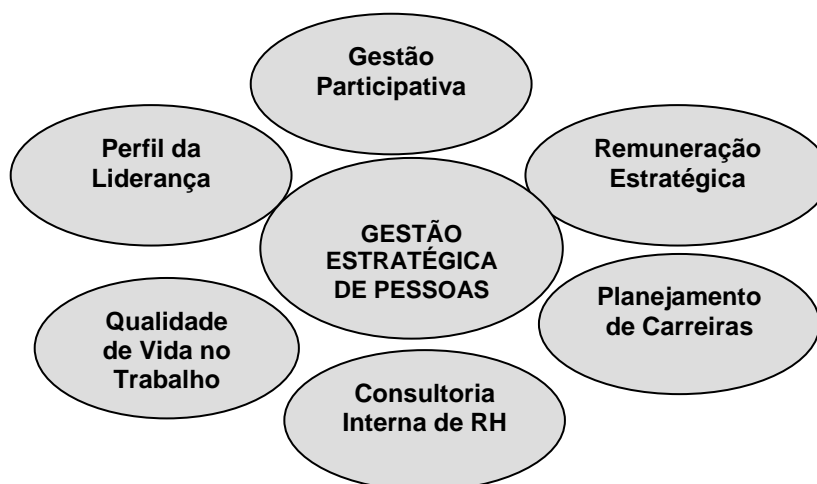 Gestão
Participativa
Perfil da
Liderança
Remuneração
Estratégica
GESTÃO
ESTRATÉGICA
DE PESSOAS
Planejamento
de Carreiras
Qualidade
de Vida no
Trabalho
Consultoria
Interna de RH